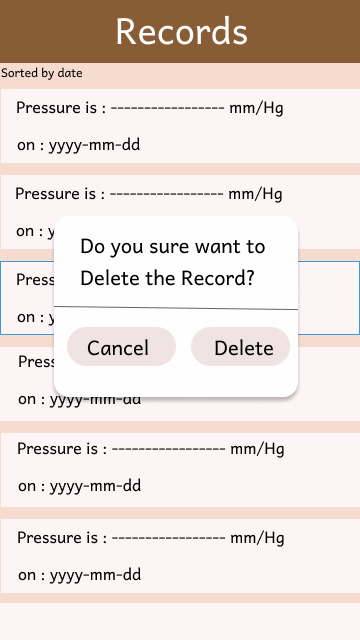 Records
Sorted by date
Pressure is : ----------------- mm/Hg
on : yyyy-mm-dd
Pressure is : ----------------- mm/Hg
on : y
Do you sure want to
Delete the Record?
Press
on : y
Cancel
Delete
Press
on : yyyy-mm-dd
Pressure is : ----------------- mm/Hg
on : yyyy-mm-dd
Pressure is : ----------------- mm/Hg
on : yyyy-mm-dd